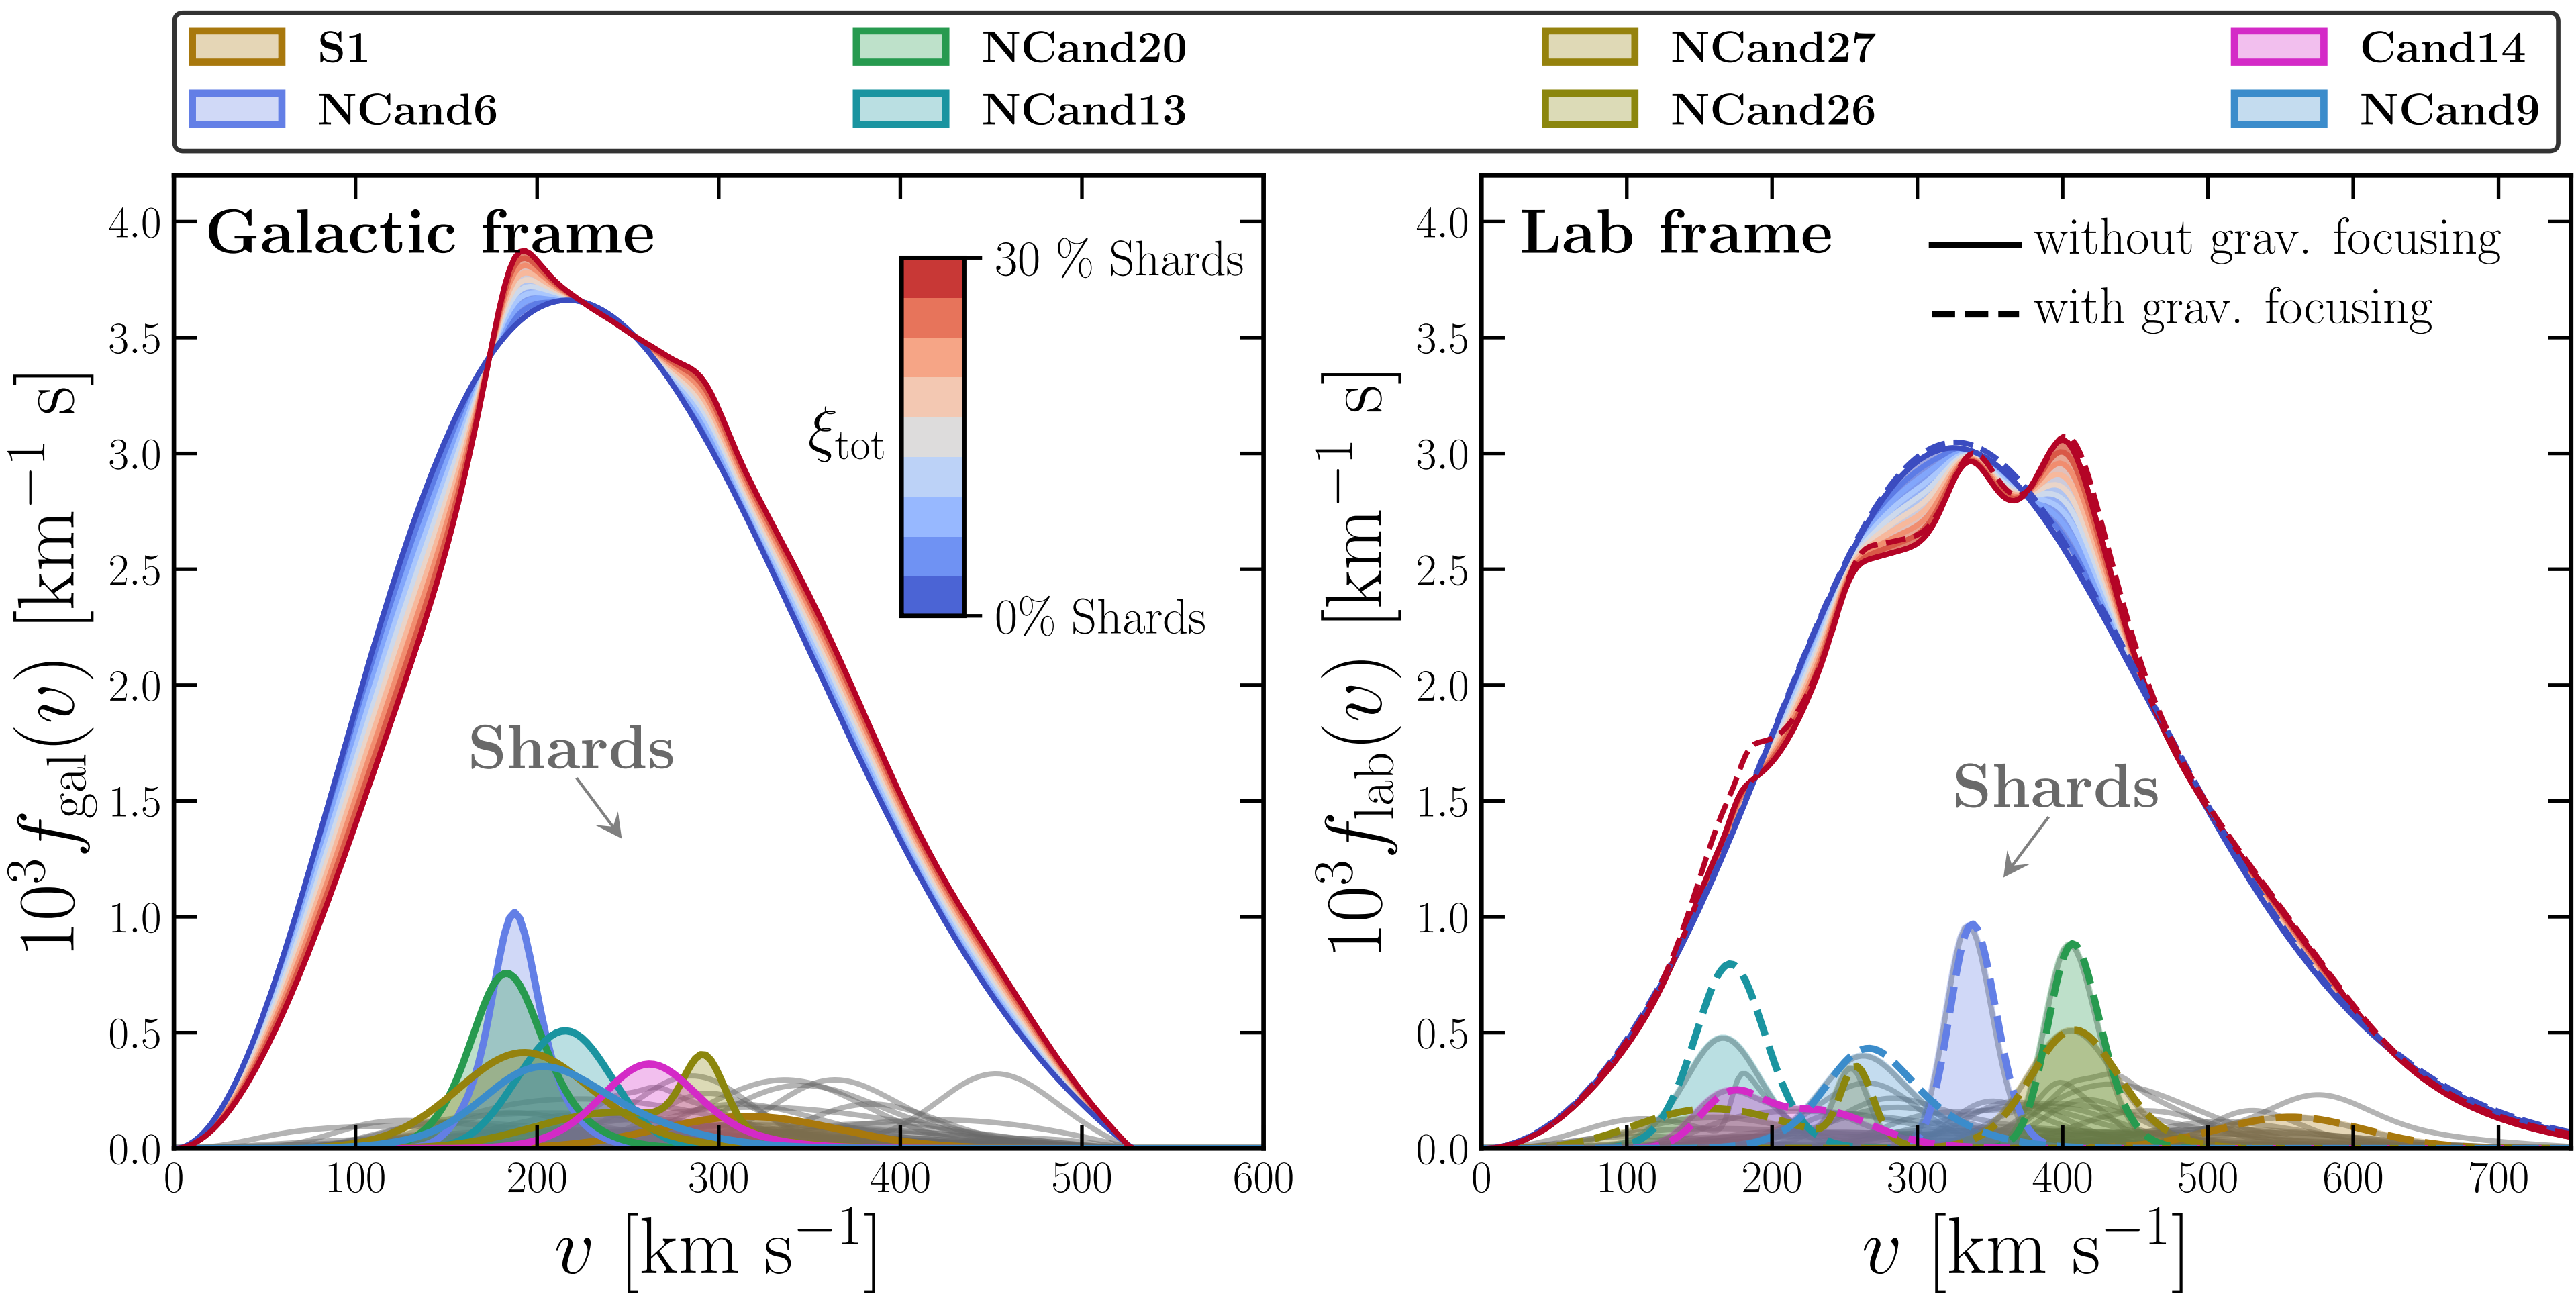 S1 NCand20 NCand27 Cand14
NCand6 NCand13 NCand26 NCand9
Galactic frame
30 % Shards
ξtot
0% Shards
Shards
10³fgal(v) [km⁻¹ s]
4.0
3.5
3.0
2.5
2.0
1.5
1.0
0.5
0.0
0 100 200 300 400 500 600
v [km s⁻¹]
Lab frame
without grav. focusing
with grav. focusing
Shards
10³flab(v) [km⁻¹ s]
4.0
3.5
3.0
2.5
2.0
1.5
1.0
0.5
0.0
0 100 200 300 400 500 600 700
v [km s⁻¹]